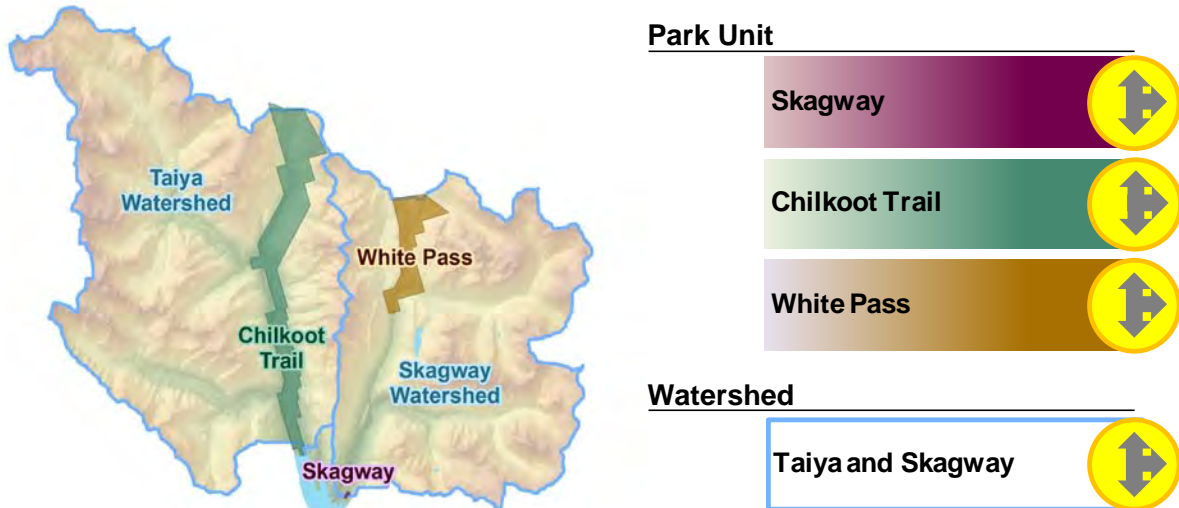 Taiya
Watershed
White Pass
Chilkoot
Trail
Skagway
Watershed
Skagway
Park Unit
Skagway
Chilkoot Trail
White Pass
Watershed
Taiya and Skagway